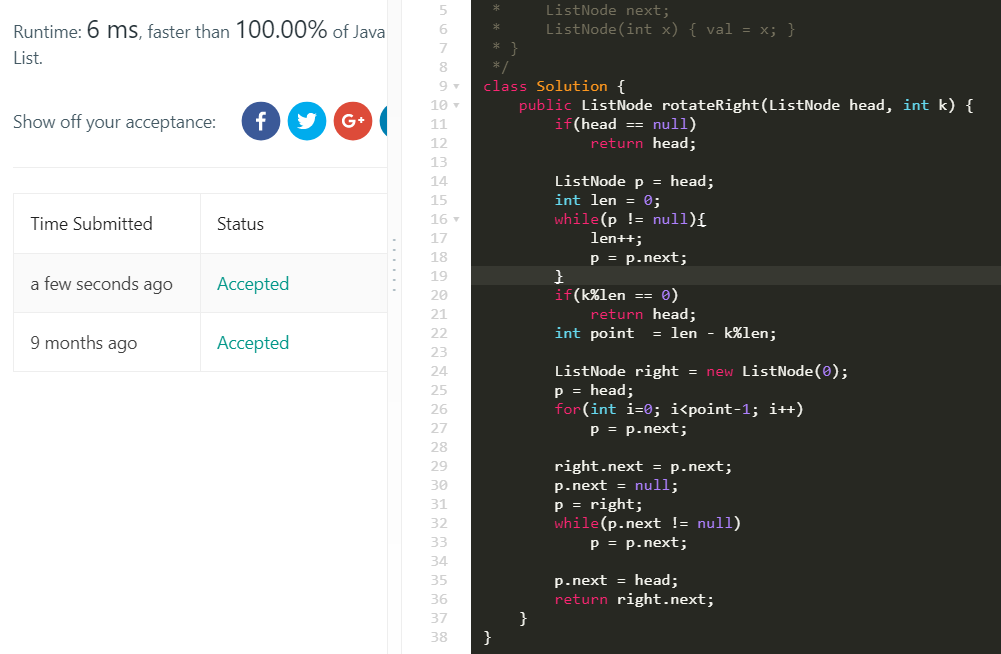 Runtime: 6 ms, faster than 100.00% of Java
List.
Show off your acceptance:
f
G+
Time Submitted Status
a few seconds ago Accepted
9 months ago Accepted
5 *     ListNode next;
6 *     ListNode(int x) { val = x; }
7 * }
8 */
9 class Solution {
10     public ListNode rotateRight(ListNode head, int k) {
11         if(head == null)
12             return head;
13
14         ListNode p = head;
15         int len = 0;
16         while(p != null){
17             len++;
18             p = p.next;
19         }
20         if(k%len == 0)
21             return head;
22         int point  = len - k%len;
23
24         ListNode right = new ListNode(0);
25         p = head;
26         for(int i=0; i<point-1; i++)
27             p = p.next;
28
29         right.next = p.next;
30         p.next = null;
31         p = right;
32         while(p.next != null)
33             p = p.next;
34
35         p.next = head;
36         return right.next;
37     }
38 }